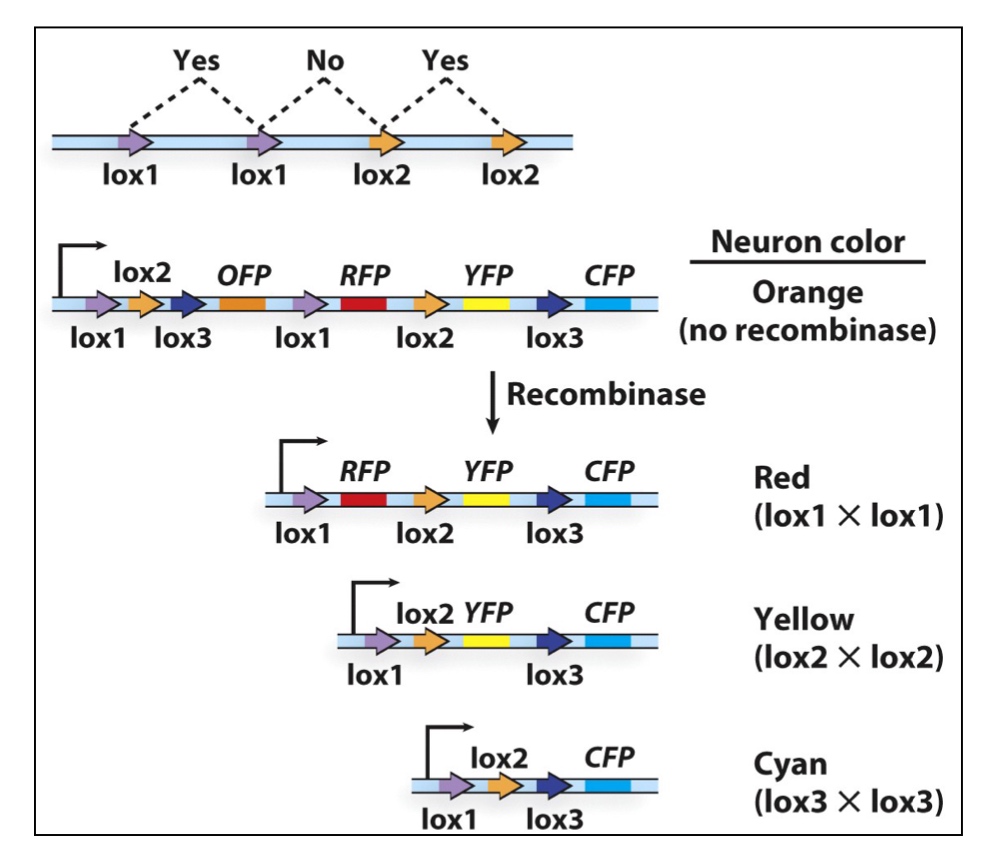 Yes No Yes
lox1 lox1 lox2 lox2
Neuron color
lox2 OFP RFP YFP CFP
lox1 lox3 lox1 lox2 lox3
Orange
(no recombinase)
Recombinase
RFP YFP CFP
lox1 lox2 lox3
Red
(lox1 × lox1)
lox2 YFP CFP
lox1 lox3
Yellow
(lox2 × lox2)
lox2 CFP
lox1 lox3
Cyan
(lox3 × lox3)